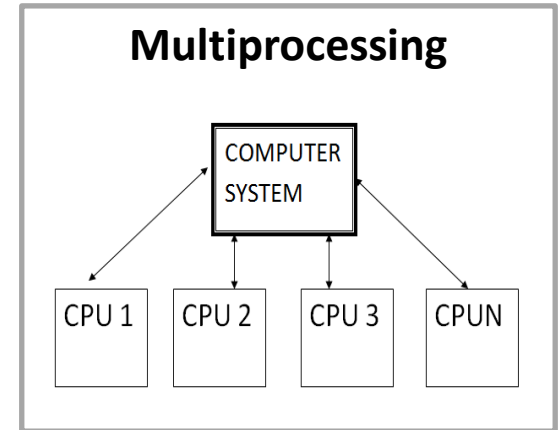 Multiprocessing
COMPUTER
SYSTEM
CPU 1
CPU 2
CPU 3
CPUN